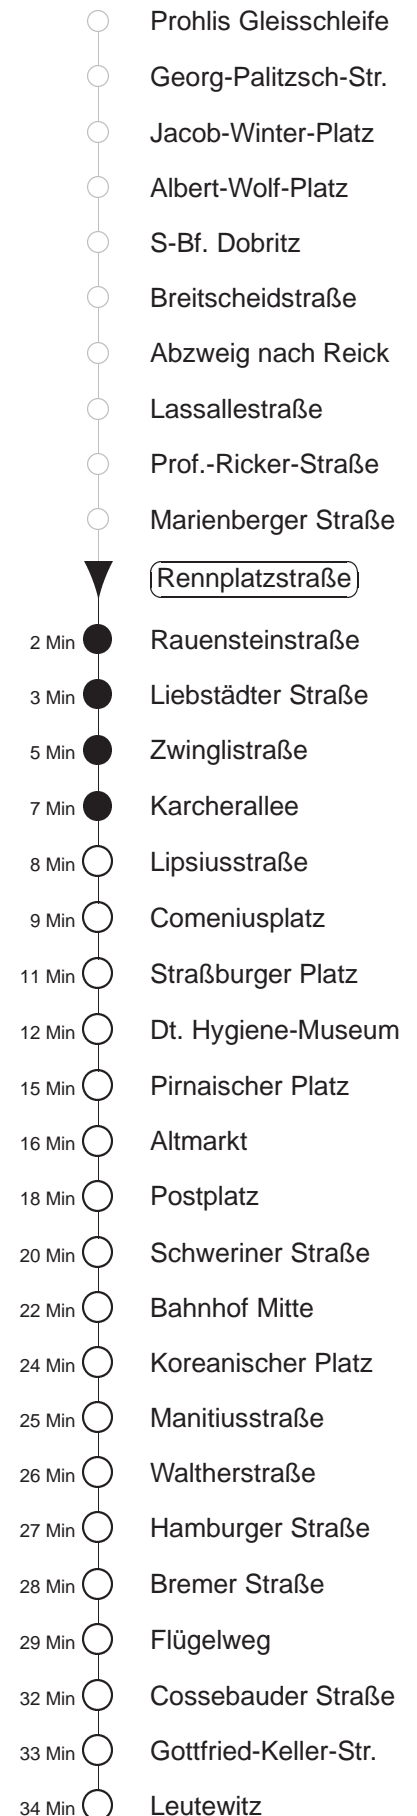 Prohlis Gleisschleife
Georg-Palitzsch-Str.
Jacob-Winter-Platz
Albert-Wolf-Platz
S-Bf. Dobritz
Breitscheidstraße
Abzweig nach Reick
Lassallestraße
Prof.-Ricker-Straße
Marienberger Straße
Rennplatzstraße
2 Min Rauensteinstraße
3 Min Liebstädter Straße
5 Min Zwinglistraße
7 Min Karcherallee
8 Min Lipsiusstraße
9 Min Comeniusplatz
11 Min Straßburger Platz
12 Min Dt. Hygiene-Museum
15 Min Pirnaischer Platz
16 Min Altmarkt
18 Min Postplatz
20 Min Schweriner Straße
22 Min Bahnhof Mitte
24 Min Koreanischer Platz
25 Min Manitiusstraße
26 Min Waltherstraße
27 Min Hamburger Straße
28 Min Bremer Straße
29 Min Flügelweg
32 Min Cossebauder Straße
33 Min Gottfried-Keller-Str.
34 Min Leutewitz